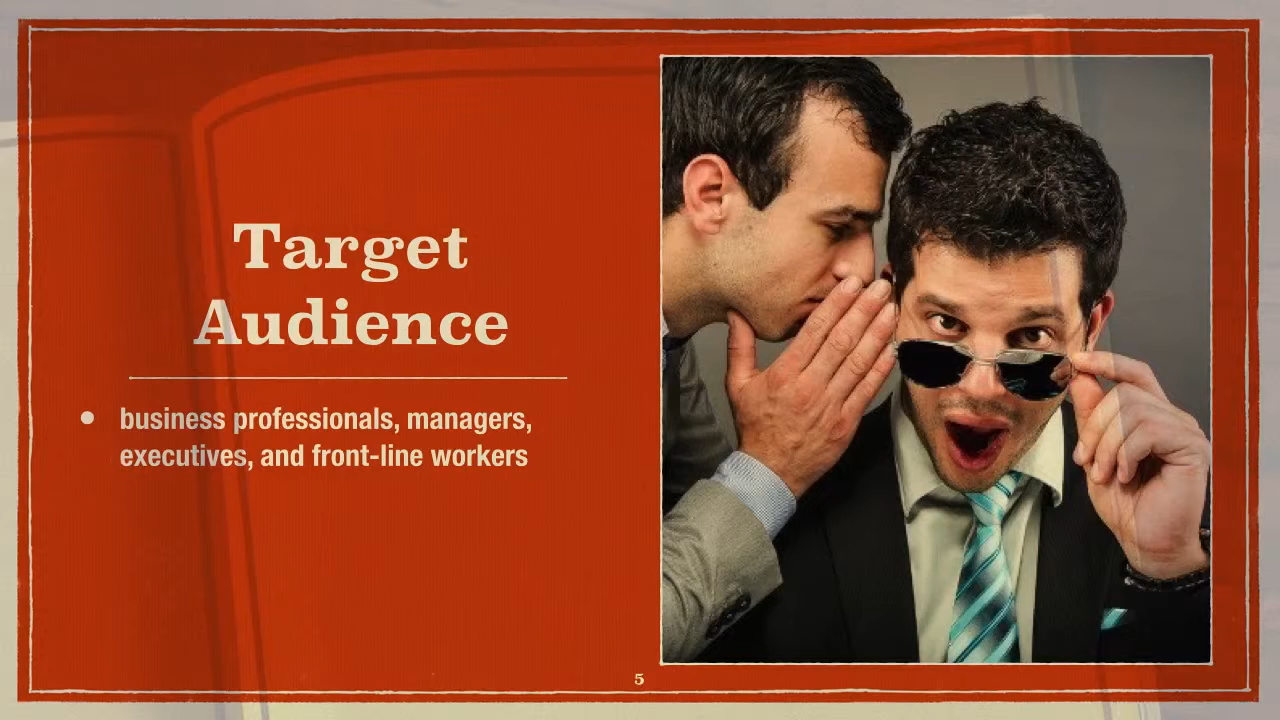 Target
Audience
• business professionals, managers,
executives, and front-line workers
5